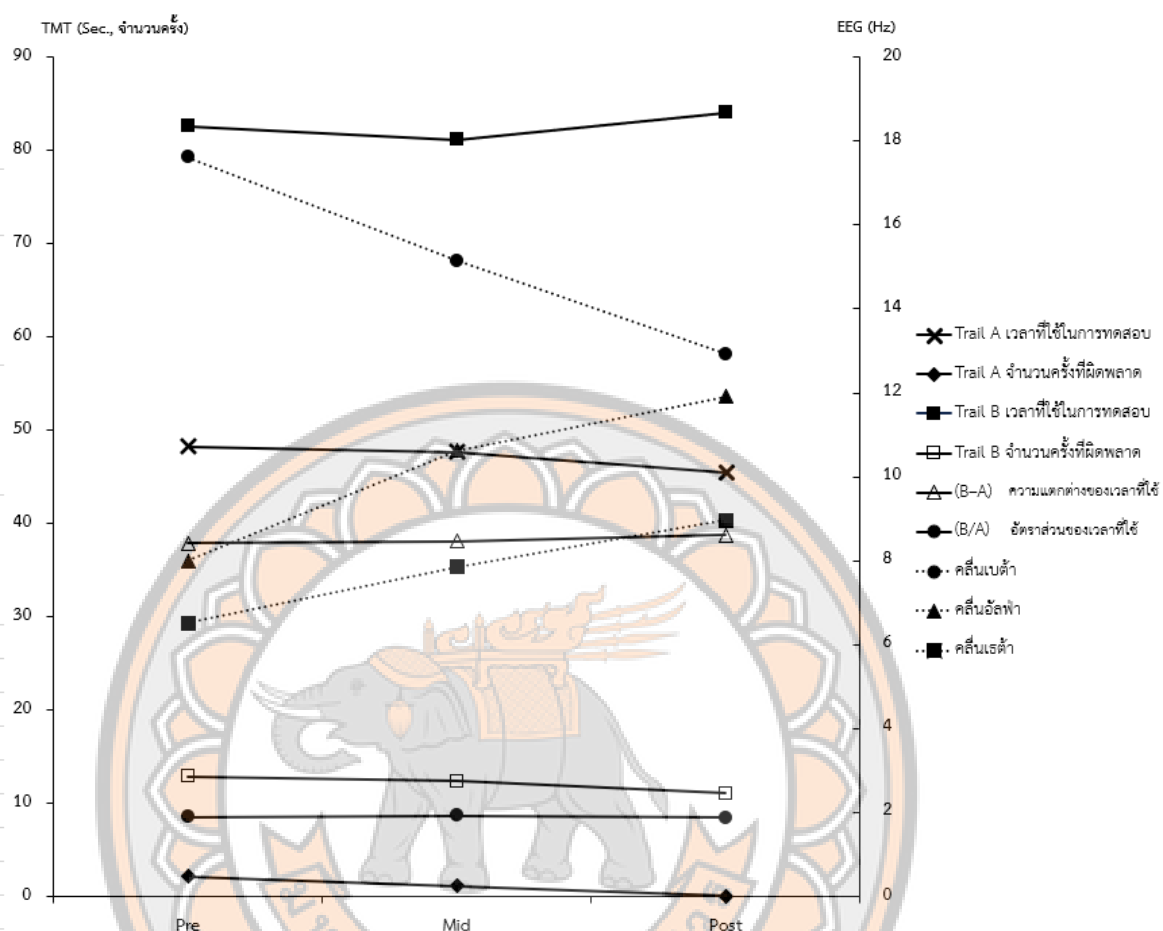 TMT (Sec., จำนวนครั้ง)
EEG (Hz)
90
80
70
60
50
40
30
20
10
0
20
18
16
14
12
10
8
6
4
2
0
Pre
Mid
Post
Trail A เวลาที่ใช้ในการทดสอบ
Trail A จำนวนครั้งที่ผิดพลาด
Trail B เวลาที่ใช้ในการทดสอบ
Trail B จำนวนครั้งที่ผิดพลาด
(B–A) ความแตกต่างของเวลาที่ใช้
(B/A) อัตราส่วนของเวลาที่ใช้
คลื่นเบต้า
คลื่นอัลฟ่า
คลื่นเธต้า